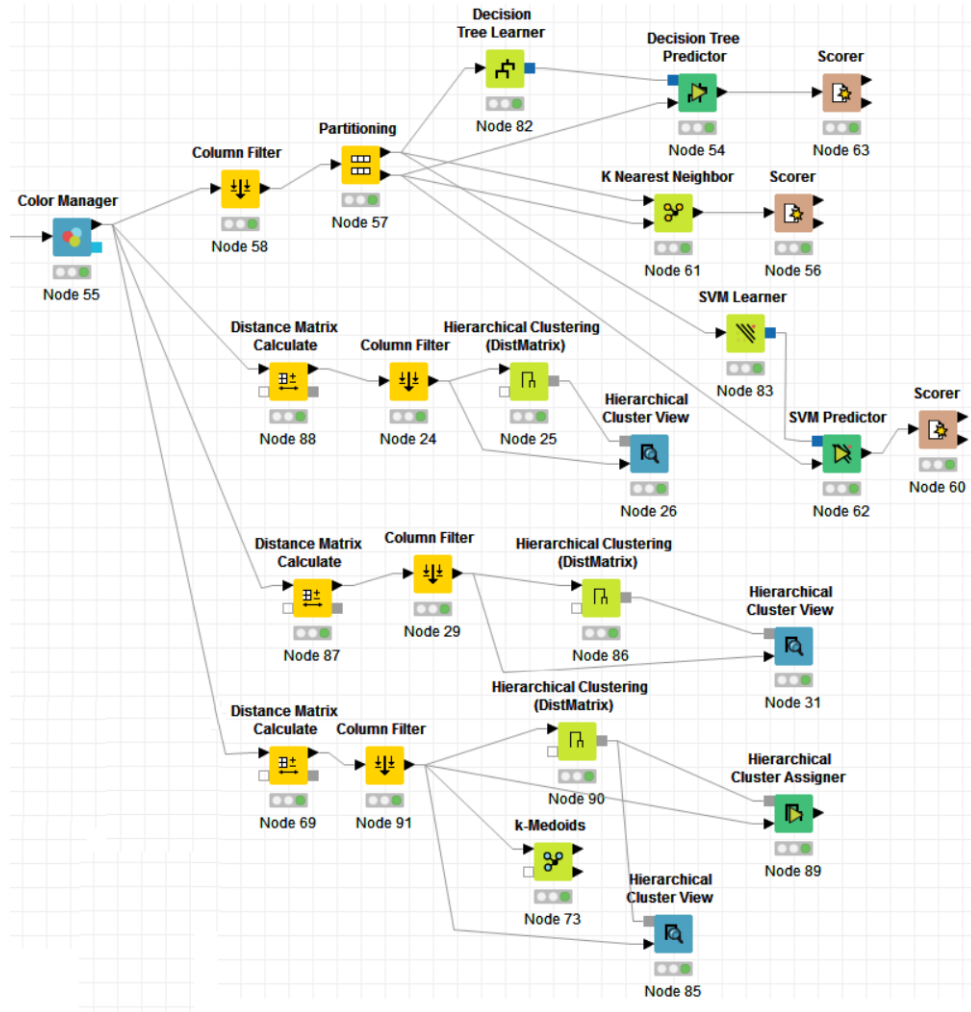 Decision
Tree Learner
Node 82
Decision Tree
Predictor
Node 54
Scorer
Node 63
Partitioning
Node 57
Column Filter
Node 58
K Nearest Neighbor
Node 61
Scorer
Node 56
Color Manager
Node 55
SVM Learner
Node 83
Distance Matrix
Calculate
Node 88
Column Filter
Node 24
Hierarchical Clustering
(DistMatrix)
Node 25
Hierarchical
Cluster View
Node 26
SVM Predictor
Node 62
Scorer
Node 60
Distance Matrix
Calculate
Node 87
Column Filter
Node 29
Hierarchical Clustering
(DistMatrix)
Node 86
Hierarchical
Cluster View
Node 31
Distance Matrix
Calculate
Node 69
Column Filter
Node 91
Hierarchical Clustering
(DistMatrix)
Node 90
Hierarchical
Cluster Assigner
Node 89
k-Medoids
Node 73
Hierarchical
Cluster View
Node 85